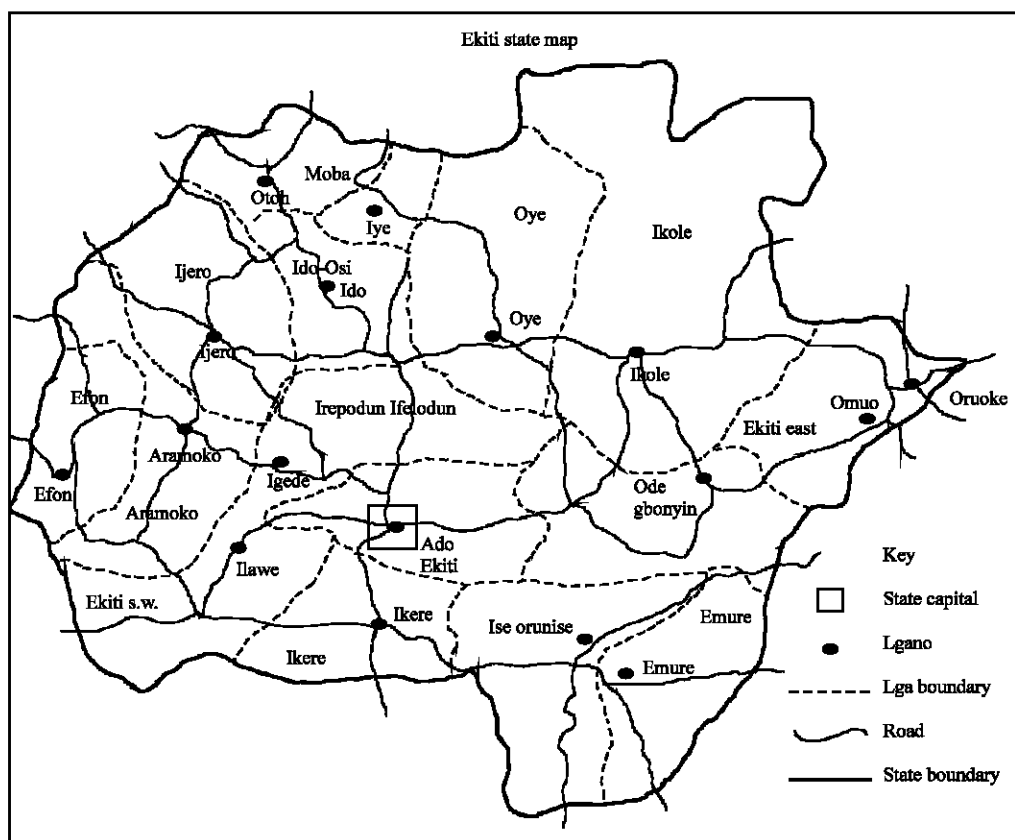 Ekiti state map
Moba
Otoh
Iye
Oye
Ikole
Ijero
Ido-Osi
Ido
Oye
Ijero
Ikole
Efon
Irepodun Ifelodun
Oruoke
Omuo
Ekiti east
Aramoko
Igede
Efon
Ode
gbonyin
Aramoko
Ado
Ekiti
Ilawe
Key
State capital
Ekiti s.w.
Ikere
Ise orunise
Emure
Lgano
Ikere
Emure
Lga boundary
Road
State boundary